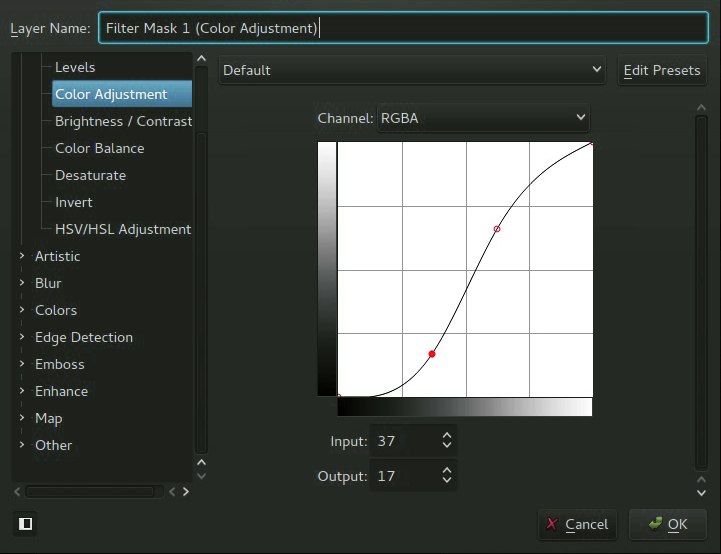 Layer Name: Filter Mask 1 (Color Adjustment)
Levels
Color Adjustment
Brightness / Contrast
Color Balance
Desaturate
Invert
HSV/HSL Adjustment
Artistic
Blur
Colors
Edge Detection
Emboss
Enhance
Map
Other
Default
Edit Presets
Channel: RGBA
Input: 37
Output: 17
Cancel
OK